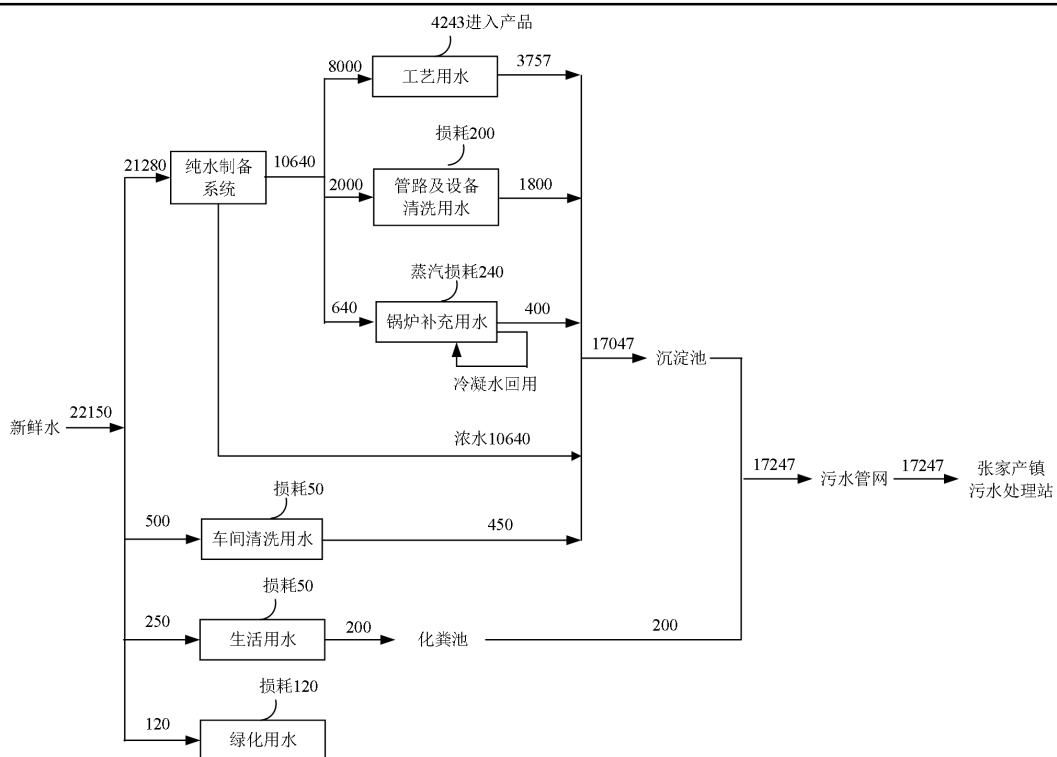 4243进入产品
8000
工艺用水
3757
损耗200
21280
纯水制备
系统
10640
2000
管路及设备
清洗用水
1800
蒸汽损耗240
640
锅炉补充用水
400
冷凝水回用
17047
沉淀池
新鲜水
22150
浓水10640
17247
污水管网
17247
张家产镇
污水处理站
损耗50
500
车间清洗用水
450
损耗50
250
生活用水
200
化粪池
200
损耗120
120
绿化用水